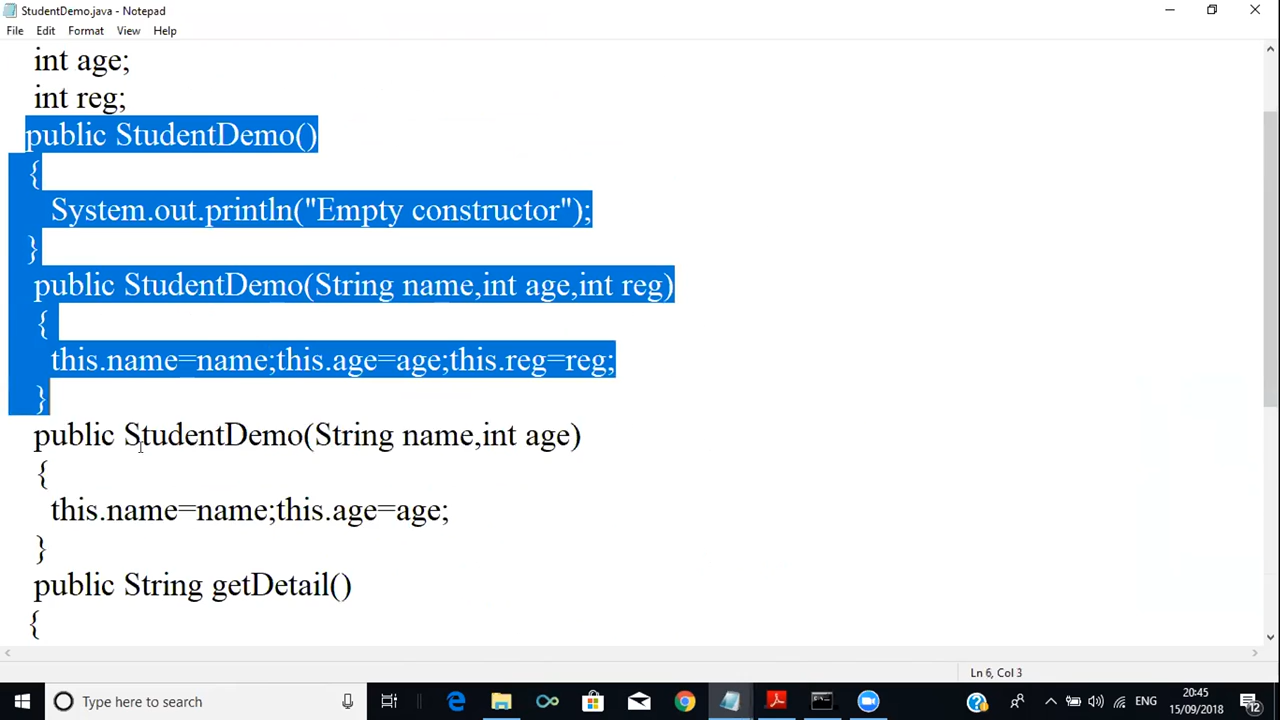 StudentDemo.java - Notepad
File Edit Format View Help
int age;
int reg;
public StudentDemo()
{
System.out.println("Empty constructor");
}
public StudentDemo(String name,int age,int reg)
{
this.name=name;this.age=age;this.reg=reg;
}
public StudentDemo(String name,int age)
{
this.name=name;this.age=age;
}
public String getDetail()
{
Ln 6, Col 3
Type here to search
ENG
20:45
15/09/2018
12